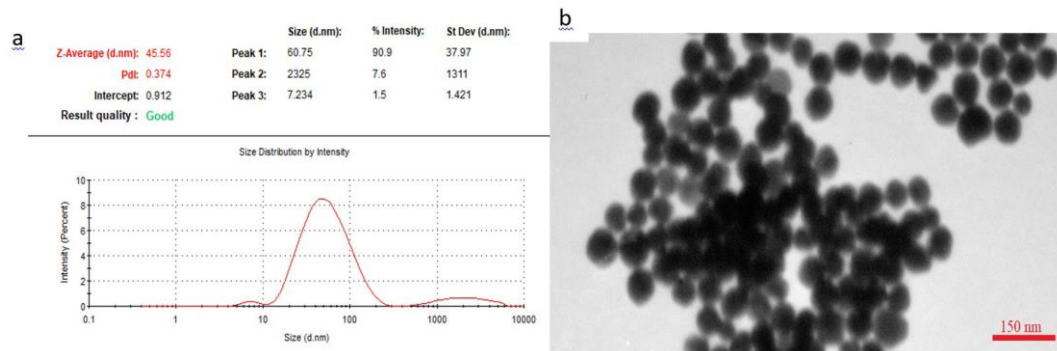 a
Size (d.nm): % Intensity: St Dev (d.nm):
Z-Average (d.nm): 45.56 Peak 1: 60.75 90.9 37.97
PdI: 0.374 Peak 2: 2325 7.6 1311
Intercept: 0.912 Peak 3: 7.234 1.5 1.421
Result quality : Good
Size Distribution by Intensity
Intensity (Percent)
10
8
6
4
2
0
0.1 1 10 100 1000 10000
Size (d.nm)
b
150 nm